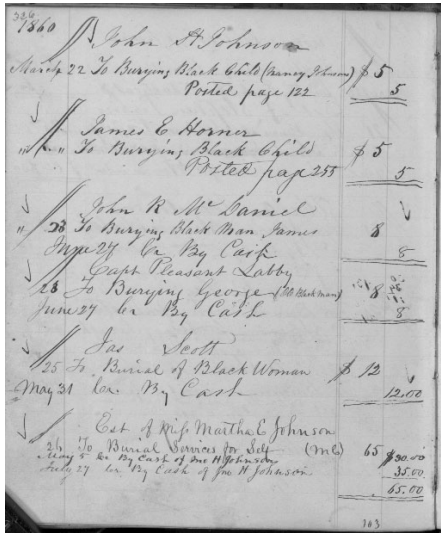 326
1860
John H Johnson
March 22 To Burying Black Child (Nancy Johnson) $5
Posted page 122 5
James E Horner
" " To Burying Black Child $5
Posted page 255 5
John R McDaniel
" 23 To Burying Black Man James 8
June 27 Cr By Cash 8
Capt Pleasant Labby
23 To Burying George (Black man) 8
June 27 Cr By Cash 8
Jas Scott
25 To Burial of Black Woman $12
May 31 Cr. By Cash 12.00
Est of Miss Martha E Johnson
26 To Burial Services for Self (M C) 65
May 5 Cr By Cash of Jno H Johnson $30.00
July 27 Cr By Cash of Jno H Johnson 35.00
65.00
163